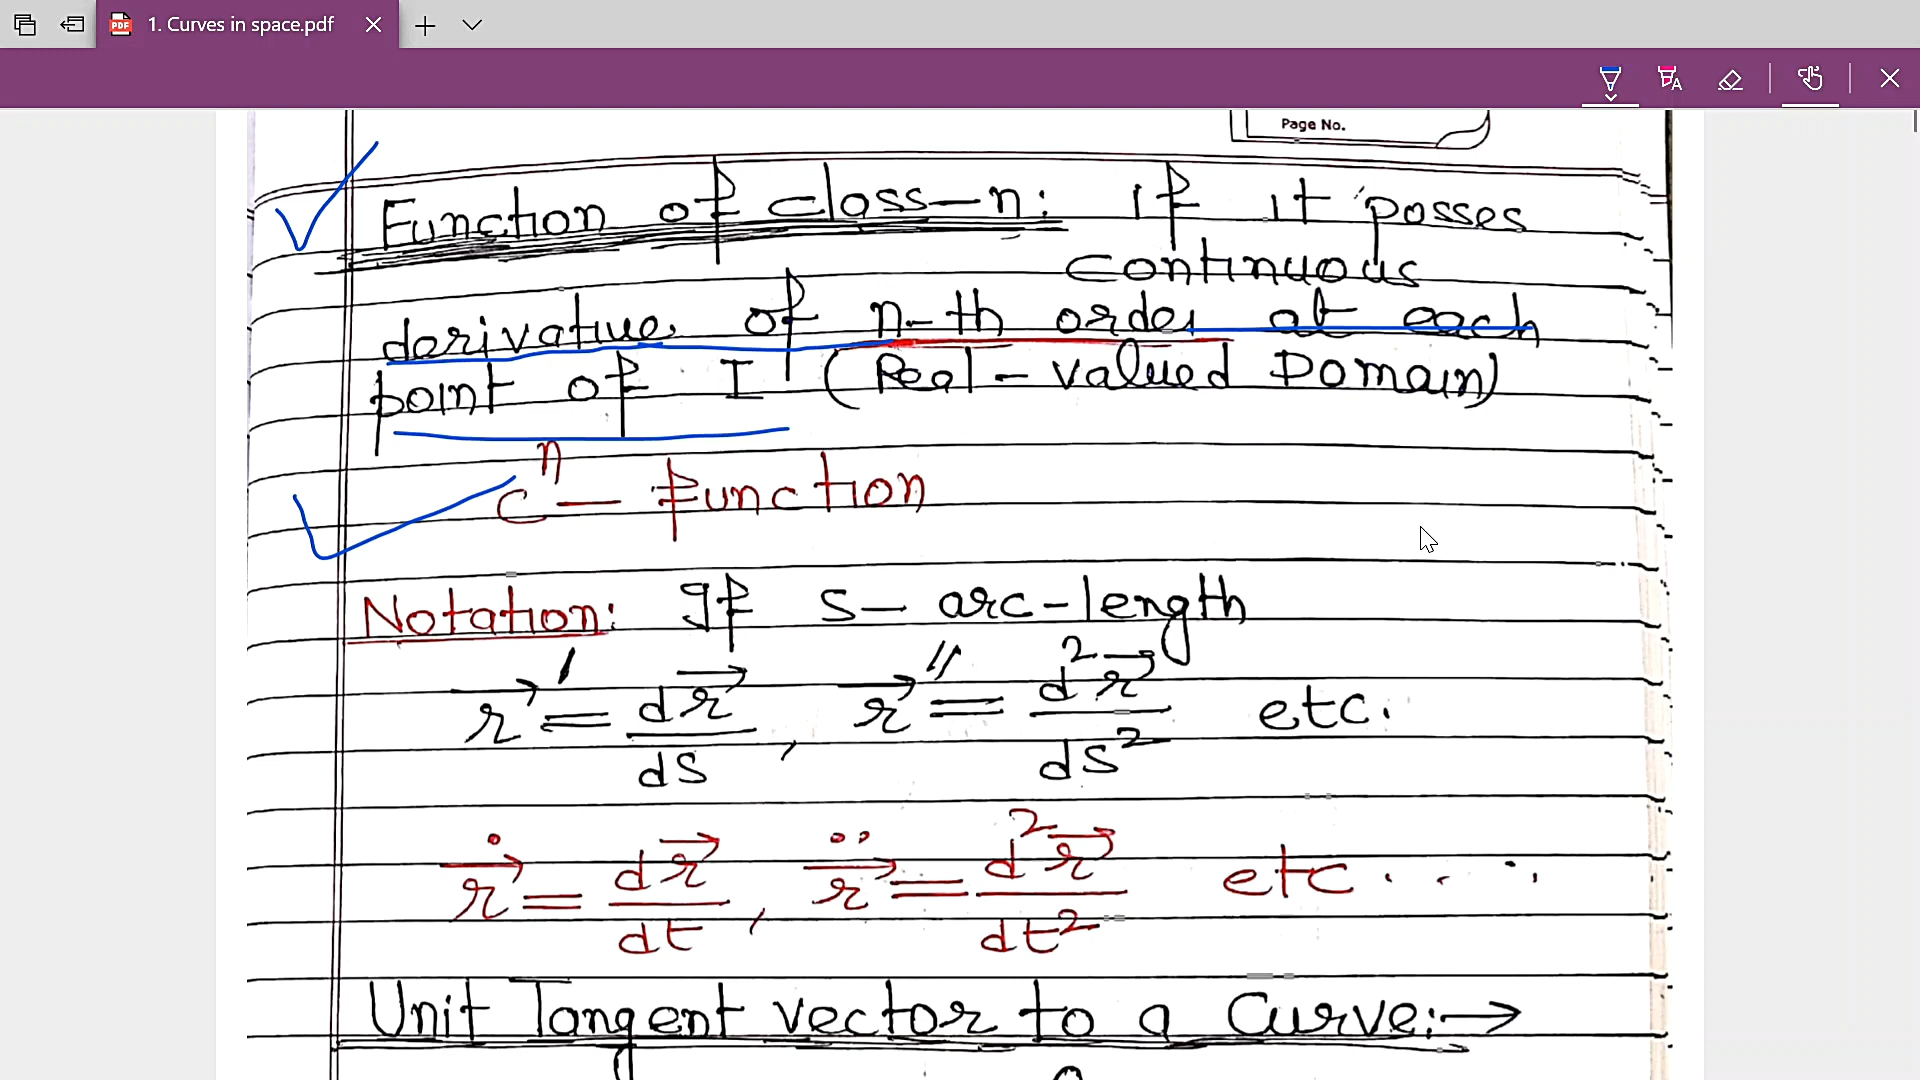 1. Curves in space.pdf
Page No.
Function of class-n: If it posses
continuous
derivative of n-th order at each
point of I (Real-valued Domain)
cⁿ- function
Notation: If s- arc-length
r⃗′ = dr⃗/ds, r⃗″ = d²r⃗/ds² etc.
ṙ⃗ = dr⃗/dt, r̈⃗ = d²r⃗/dt² etc....
Unit Tangent vector to a Curve:→